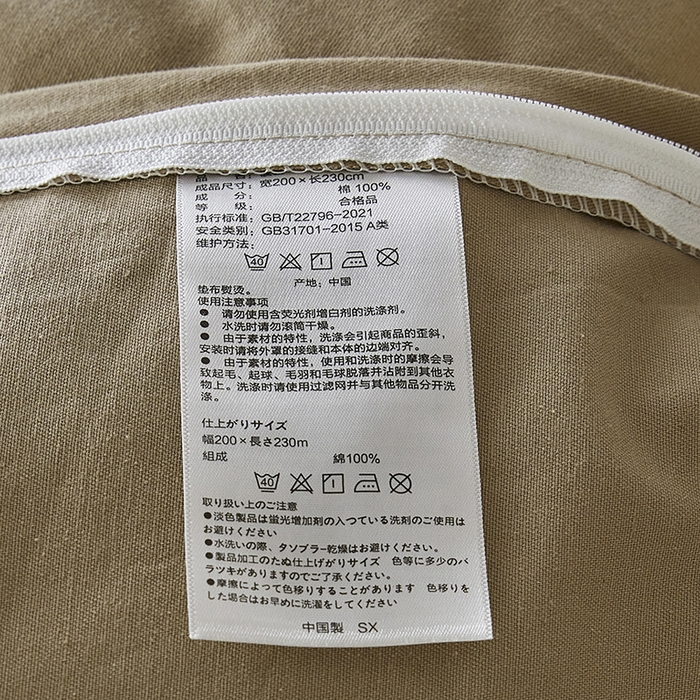 成品尺寸：宽200×长230cm
成 分： 棉 100%
等 级： 合格品
执行标准：GB/T22796-2021
安全类别：GB31701-2015 A类
维护方法：
40
产地：中国
垫布熨烫。
使用注意事项
● 请勿使用含荧光剂增白剂的洗涤剂。
● 水洗时请勿滚筒干燥。
● 由于素材的特性，洗涤会引起商品的歪斜，
安装时请将外罩的接缝和本体的边端对齐。
● 由于素材的特性，使用和洗涤时的摩擦会导
致起毛、起球、毛羽和毛球脱落并沾附到其他衣
物上。洗涤时请使用过滤网并与其他物品分开洗
涤。
仕上がりサイズ
幅200×長さ230m
組成 綿100%
40
取り扱い上のご注意
●淡色製品は蛍光増加剤の入つている洗剤のご使用は
お避けください
●水洗いの際、タソブラー乾燥はお避けください。
●製品加工のたぬ仕上げがりサイズ 色等に多少のバ
ラツキがありますのでご了承ください。
●摩擦によって色移りすることがあります 色移りを
した場合はお早めに洗濯をしてください
中国製 SX